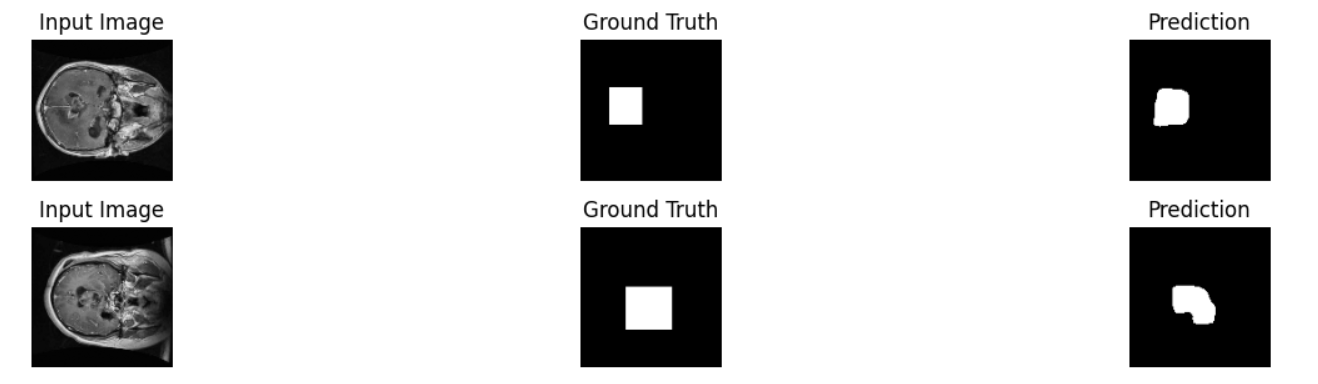 Input Image
Ground Truth
Prediction
Input Image
Ground Truth
Prediction